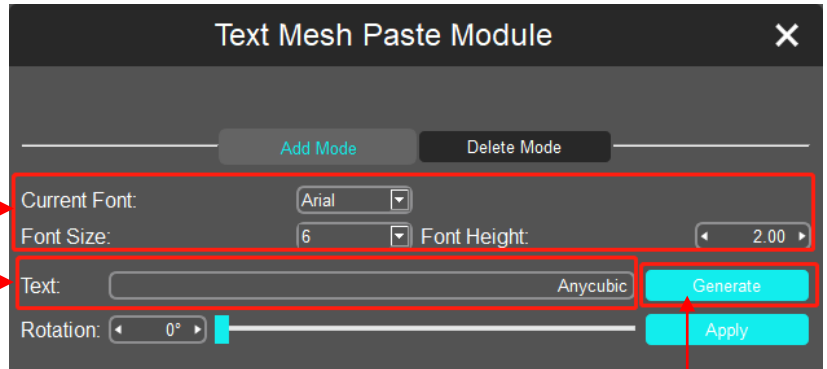 Text Mesh Paste Module
Add Mode Delete Mode
Current Font: Arial
Font Size: 6 Font Height: 2.00
Text: Anycubic Generate
Rotation: 0° Apply